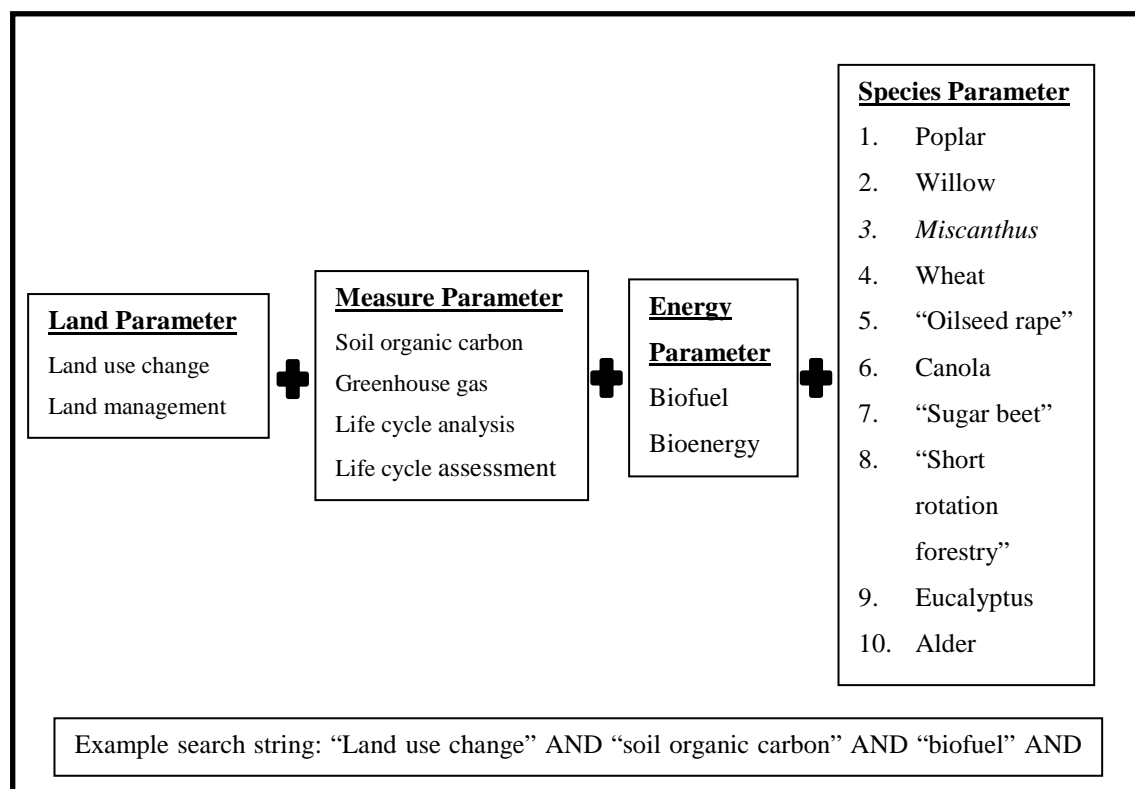 Land Parameter
Land use change
Land management
Measure Parameter
Soil organic carbon
Greenhouse gas
Life cycle analysis
Life cycle assessment
Energy
Parameter
Biofuel
Bioenergy
Species Parameter
1. Poplar
2. Willow
3. Miscanthus
4. Wheat
5. “Oilseed rape”
6. Canola
7. “Sugar beet”
8. “Short
rotation
forestry”
9. Eucalyptus
10. Alder
Example search string: “Land use change” AND “soil organic carbon” AND “biofuel” AND